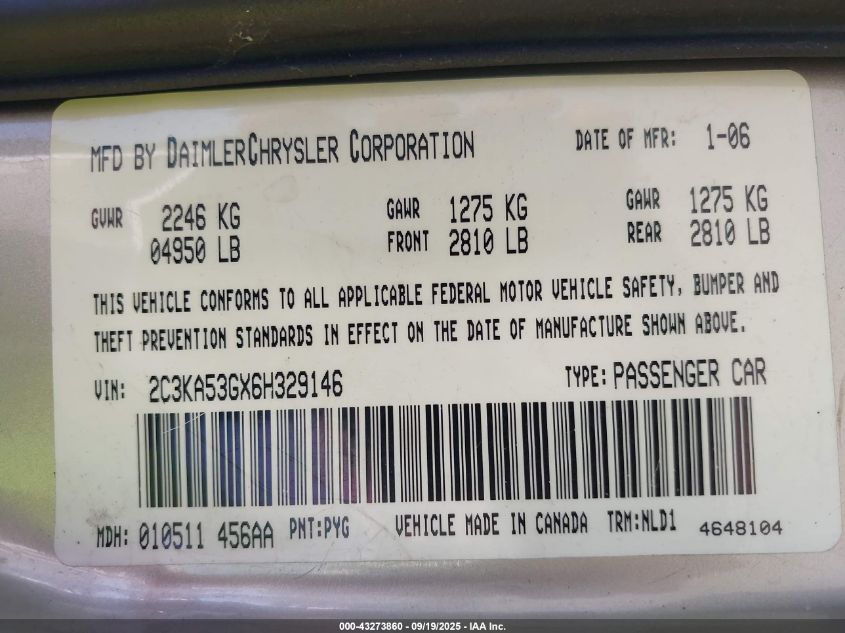 MFD BY DAIMLERCHRYSLER CORPORATION DATE OF MFR: 1-06
GVWR 2246 KG GAWR 1275 KG GAWR 1275 KG
04950 LB FRONT 2810 LB REAR 2810 LB
THIS VEHICLE CONFORMS TO ALL APPLICABLE FEDERAL MOTOR VEHICLE SAFETY, BUMPER AND
THEFT PREVENTION STANDARDS IN EFFECT ON THE DATE OF MANUFACTURE SHOWN ABOVE.
VIN: 2C3KA53GX6H329146 TYPE: PASSENGER CAR
MDH: 010511 456AA PNT:PYG VEHICLE MADE IN CANADA TRM:NLD1 4648104
000-43273860 - 09/19/2025 - IAA Inc.